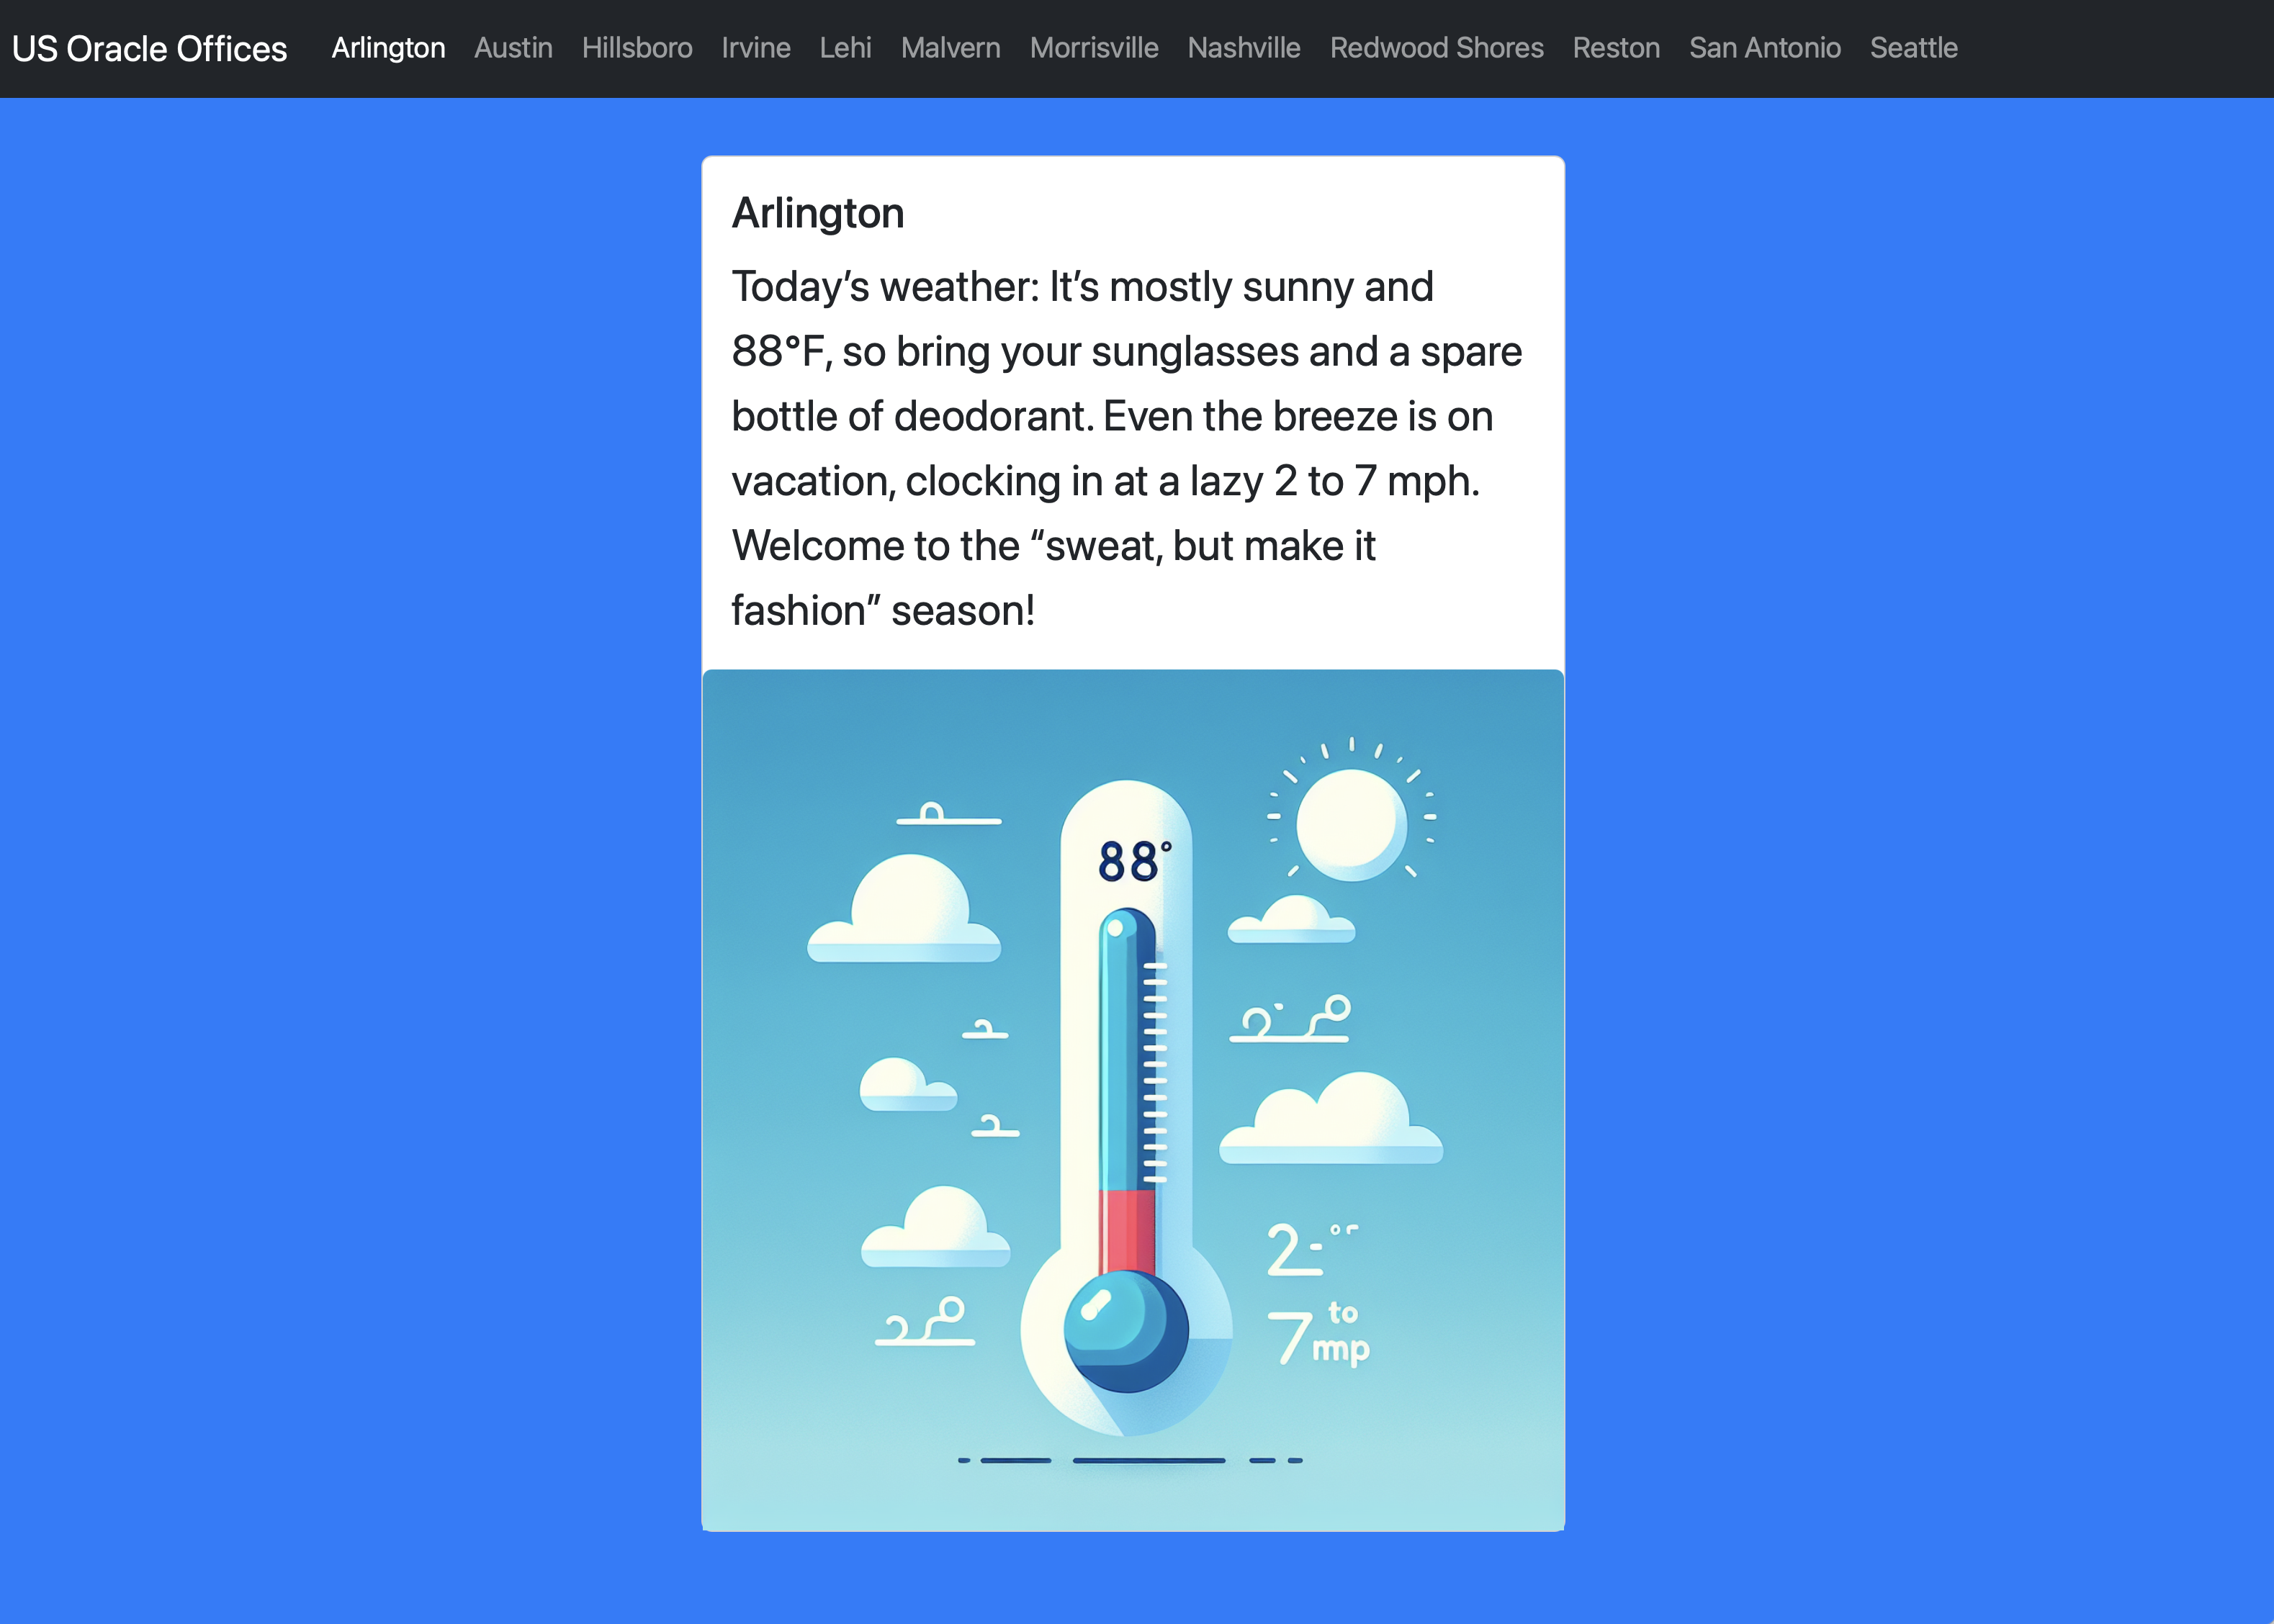 US Oracle Offices Arlington Austin Hillsboro Irvine Lehi Malvern Morrisville Nashville Redwood Shores Reston San Antonio Seattle
Arlington
Today’s weather: It’s mostly sunny and
88°F, so bring your sunglasses and a spare
bottle of deodorant. Even the breeze is on
vacation, clocking in at a lazy 2 to 7 mph.
Welcome to the “sweat, but make it
fashion” season!
88°
2-
to
7 mp